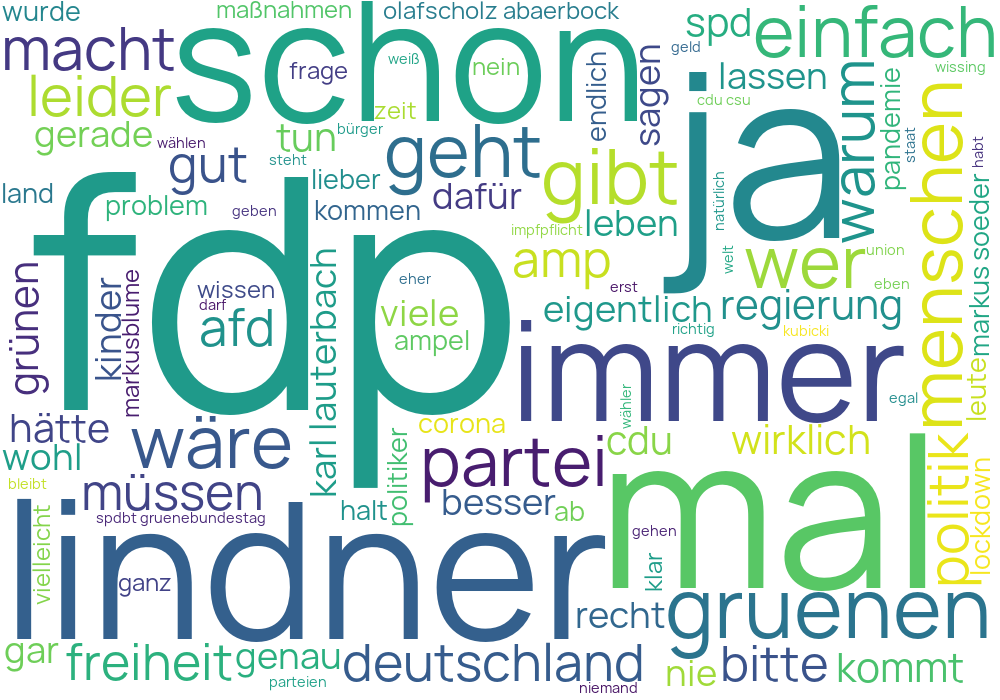 wurde
maßnahmen
olafscholz abaerbock
spd
einfach
macht
schon
weiß
nein
geld
lassen
wissing
leider
frage
zeit
endlich
sagen
cdu csu
ja
warum
pandemie
staat
habt
gerade
wählen
tun
bürger
geht
gut
steht
lieber
dafür
gibt
natürlich
menschen
land
problem
geben
kommen
impfpflicht
leben
markus soeder
fdp
amp
weit
wer
union
grünen
kinder
markusblume
wissen
darf
afd
karl lauterbach
eher
viele
ampel
erst
eben
eigentlich
regierung
richtig
kubicki
immer
leute
hätte
wäre
corona
wähler
egal
wohl
partei
cdu
wirklich
politik
lockdown
bleibt
müssen
politiker
besser
mal
spdbt gruenebundestag
halt
ab
vielleicht
lindner
ganz
gehen
klar
recht
gruenen
gar
freiheit
genau
deutschland
nie
bitte
kommt
parteien
niemand